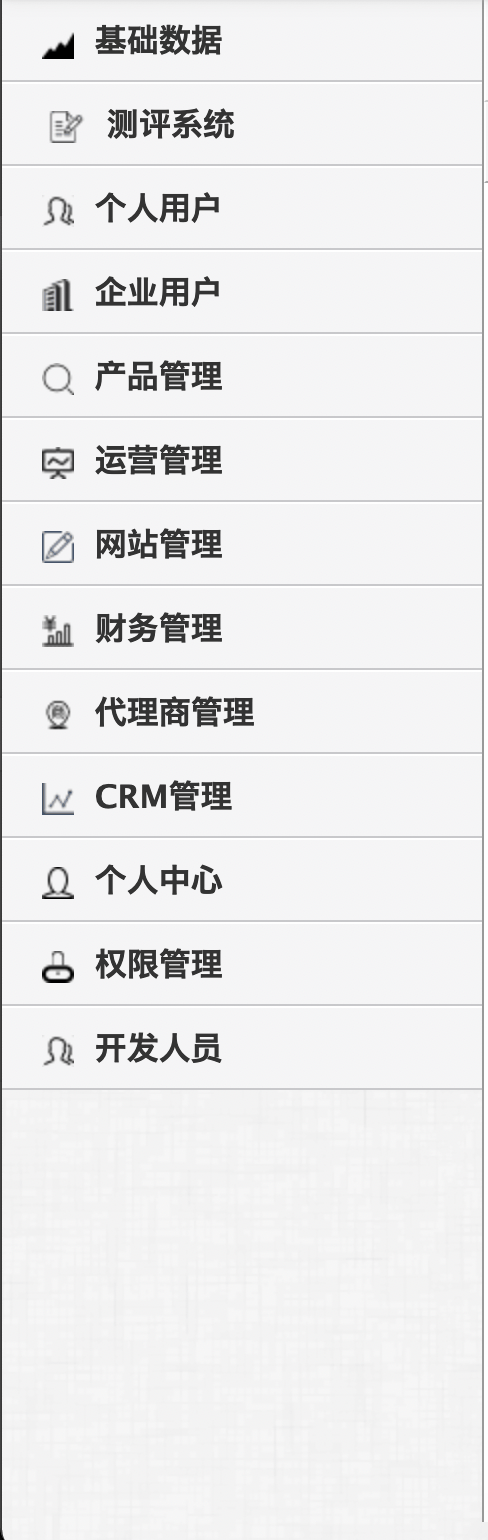 基础数据
测评系统
个人用户
企业用户
产品管理
运营管理
网站管理
财务管理
代理商管理
CRM管理
个人中心
权限管理
开发人员